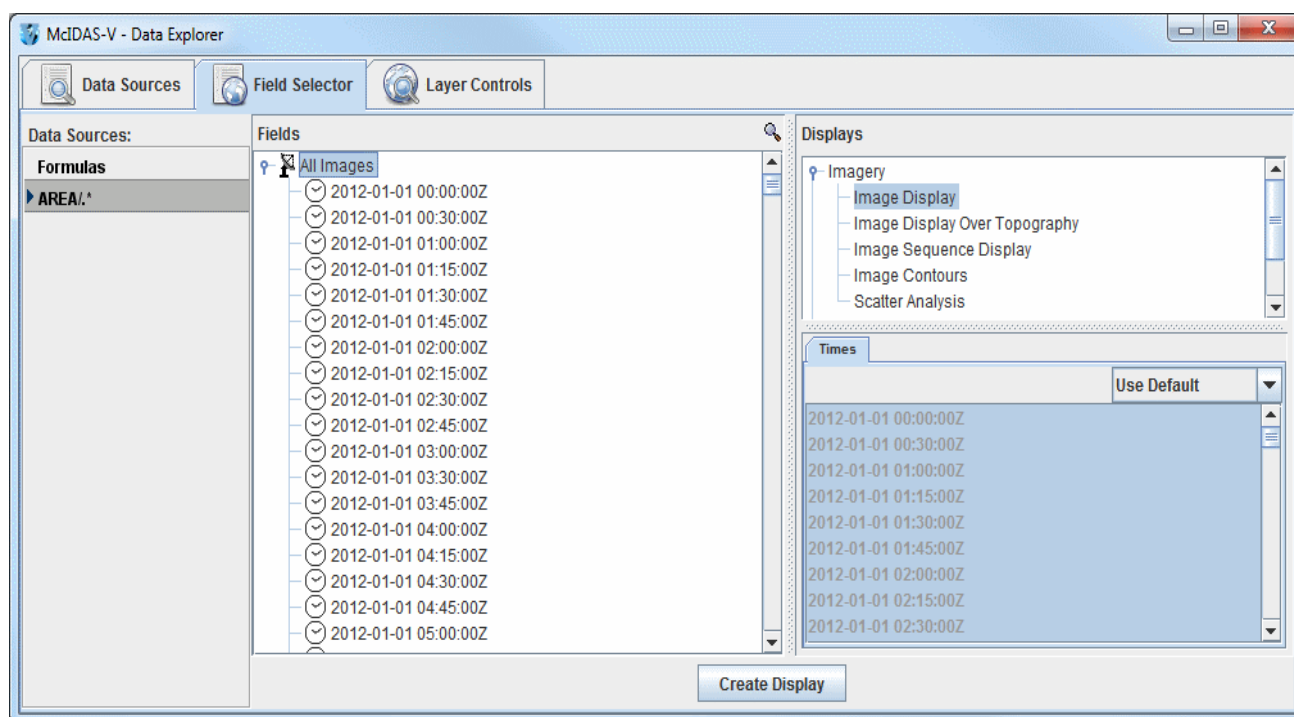 McIDAS-V - Data Explorer
Data Sources
Field Selector
Layer Controls
Data Sources:
Formulas
AREA/.*
Fields
All Images
2012-01-01 00:00:00Z
2012-01-01 00:30:00Z
2012-01-01 01:00:00Z
2012-01-01 01:15:00Z
2012-01-01 01:30:00Z
2012-01-01 01:45:00Z
2012-01-01 02:00:00Z
2012-01-01 02:15:00Z
2012-01-01 02:30:00Z
2012-01-01 02:45:00Z
2012-01-01 03:00:00Z
2012-01-01 03:30:00Z
2012-01-01 03:45:00Z
2012-01-01 04:00:00Z
2012-01-01 04:15:00Z
2012-01-01 04:30:00Z
2012-01-01 04:45:00Z
2012-01-01 05:00:00Z
Displays
Imagery
Image Display
Image Display Over Topography
Image Sequence Display
Image Contours
Scatter Analysis
Times
Use Default
2012-01-01 00:00:00Z
2012-01-01 00:30:00Z
2012-01-01 01:00:00Z
2012-01-01 01:15:00Z
2012-01-01 01:30:00Z
2012-01-01 01:45:00Z
2012-01-01 02:00:00Z
2012-01-01 02:15:00Z
2012-01-01 02:30:00Z
Create Display